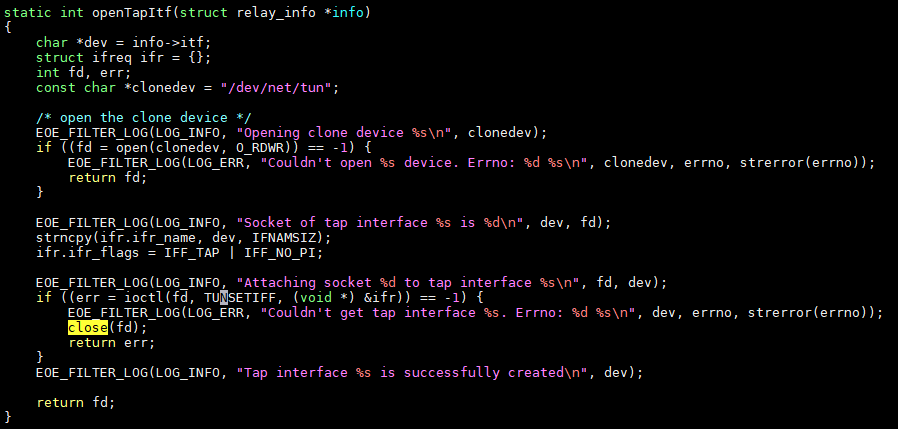 static int openTapItf(struct relay_info *info)
{
    char *dev = info->itf;
    struct ifreq ifr = {};
    int fd, err;
    const char *clonedev = "/dev/net/tun";

    /* open the clone device */
    EOE_FILTER_LOG(LOG_INFO, "Opening clone device %s\n", clonedev);
    if ((fd = open(clonedev, O_RDWR)) == -1) {
        EOE_FILTER_LOG(LOG_ERR, "Couldn't open %s device. Errno: %d %s\n", clonedev, errno, strerror(errno));
        return fd;
    }

    EOE_FILTER_LOG(LOG_INFO, "Socket of tap interface %s is %d\n", dev, fd);
    strncpy(ifr.ifr_name, dev, IFNAMSIZ);
    ifr.ifr_flags = IFF_TAP | IFF_NO_PI;

    EOE_FILTER_LOG(LOG_INFO, "Attaching socket %d to tap interface %s\n", fd, dev);
    if ((err = ioctl(fd, TUNSETIFF, (void *) &ifr)) == -1) {
        EOE_FILTER_LOG(LOG_ERR, "Couldn't get tap interface %s. Errno: %d %s\n", dev, errno, strerror(errno));
        close(fd);
        return err;
    }
    EOE_FILTER_LOG(LOG_INFO, "Tap interface %s is successfully created\n", dev);

    return fd;
}